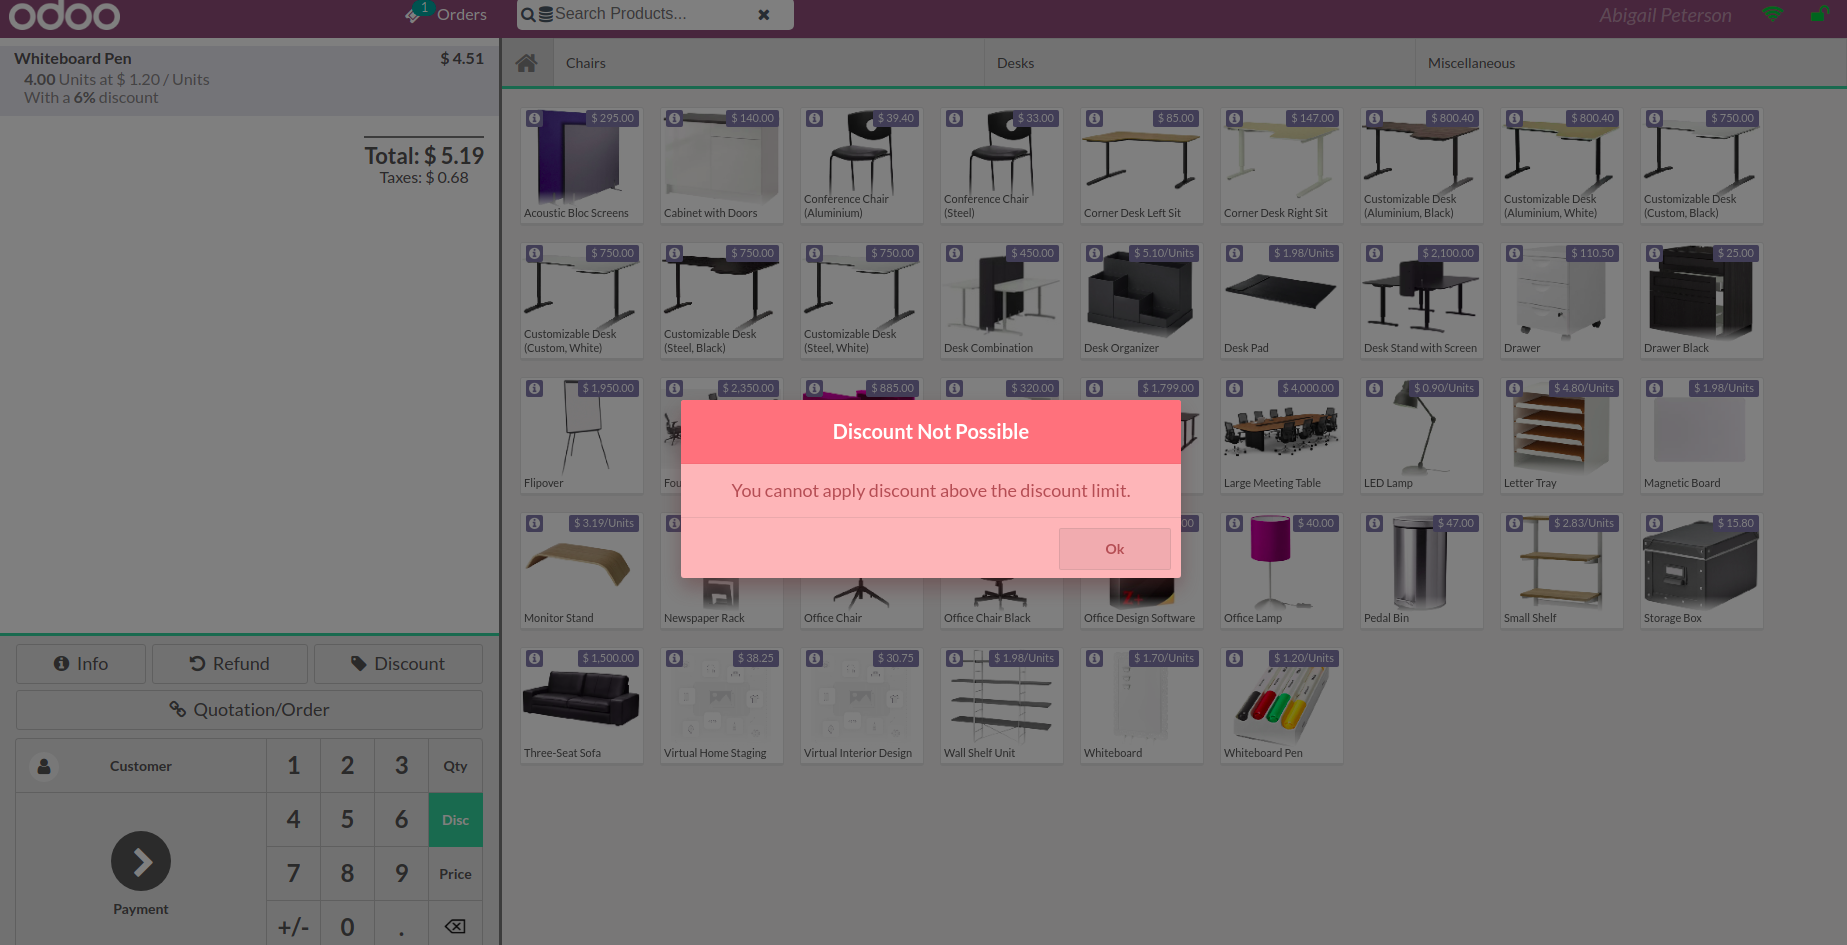 odoo
1
Orders
Search Products...
Abigail Peterson
Whiteboard Pen
$ 4.51
4.00 Units at $ 1.20 / Units
With a 6% discount
Total: $ 5.19
Taxes: $ 0.68
Chairs
Desks
Miscellaneous
$ 295.00
$ 140.00
$ 39.40
$ 33.00
$ 85.00
$ 147.00
$ 800.40
$ 800.40
$ 750.00
Acoustic Bloc Screens
Cabinet with Doors
Conference Chair
(Aluminium)
Conference Chair
(Steel)
Corner Desk Left Sit
Corner Desk Right Sit
Customizable Desk
(Aluminium, Black)
Customizable Desk
(Aluminium, White)
Customizable Desk
(Custom, Black)
$ 750.00
$ 750.00
$ 750.00
$ 450.00
$ 5.10/Units
$ 1.98/Units
$ 2,100.00
$ 110.50
$ 25.00
Customizable Desk
(Custom, White)
Customizable Desk
(Steel, Black)
Customizable Desk
(Steel, White)
Desk Combination
Desk Organizer
Desk Pad
Desk Stand with Screen
Drawer
Drawer Black
$ 1,950.00
$ 2,350.00
$ 885.00
$ 320.00
$ 1,799.00
$ 4,000.00
$ 0.90/Units
$ 4.80/Units
$ 1.98/Units
Flipover
Fou
Large Meeting Table
LED Lamp
Letter Tray
Magnetic Board
Discount Not Possible
You cannot apply discount above the discount limit.
Ok
$ 3.19/Units
00
$ 40.00
$ 47.00
$ 2.83/Units
$ 15.80
Monitor Stand
Newspaper Rack
Office Chair
Office Chair Black
Office Design Software
Office Lamp
Pedal Bin
Small Shelf
Storage Box
$ 1,500.00
$ 38.25
$ 30.75
$ 1.98/Units
$ 1.70/Units
$ 1.20/Units
Three-Seat Sofa
Virtual Home Staging
Virtual Interior Design
Wall Shelf Unit
Whiteboard
Whiteboard Pen
Info
Refund
Discount
Quotation/Order
Customer
1
2
3
Qty
4
5
6
Disc
7
8
9
Price
Payment
+/-
0
.